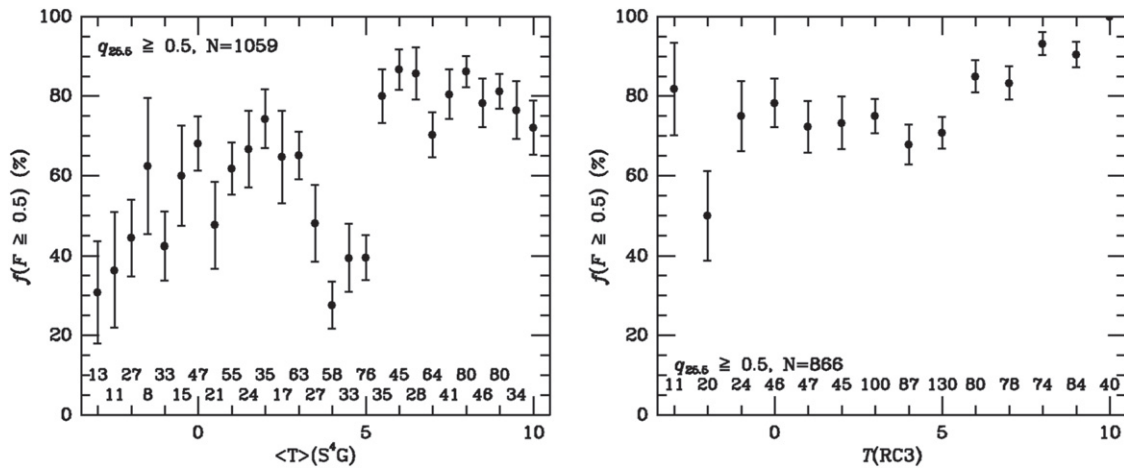 100
80
60
40
20
0
f(F ≧ 0.5) (%)
q25.5 ≧ 0.5, N=1059
13 27 33 47 55 35 63 58 76 45 64 80 80
11 8 15 21 24 17 27 33 35 28 41 46 34
0 5 10
<T>(S⁴G)
100
80
60
40
20
0
f(F ≧ 0.5) (%)
q25.5 ≧ 0.5, N=866
11 20 24 46 47 45 100 87 130 80 78 74 84 40
0 5 10
T(RC3)